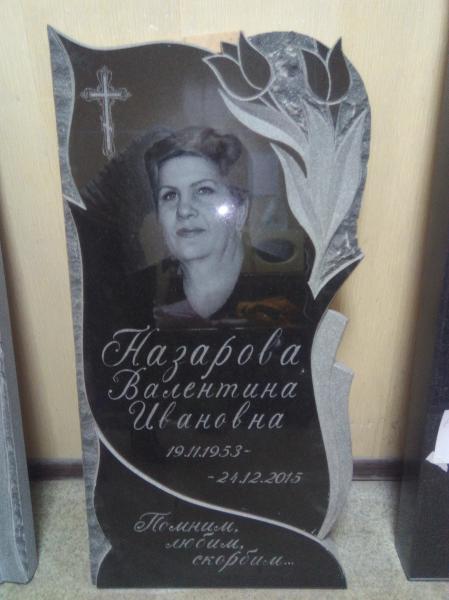 Назарова
Валентина
Ивановна
19.11.1953-
-24.12.2015
Помним,
любим,
скорбим...